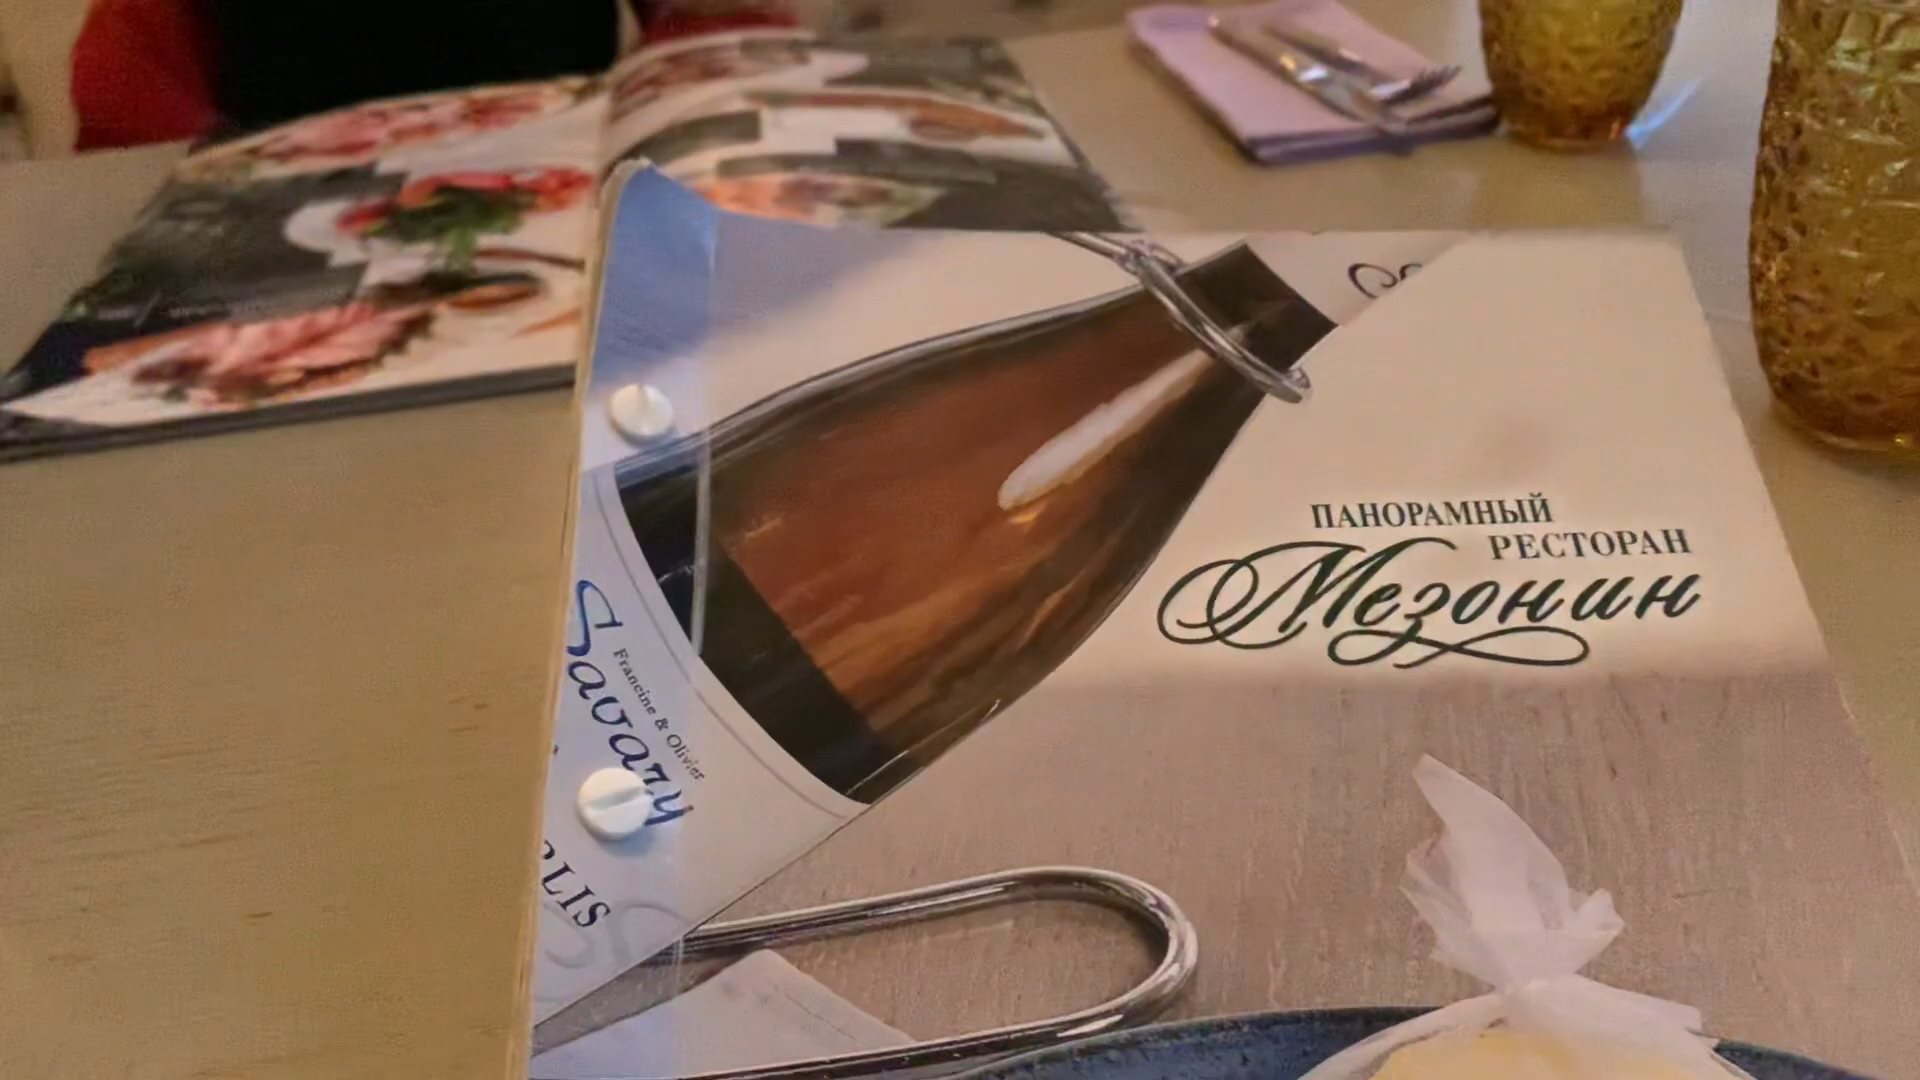 ПАНОРАМНЫЙ
РЕСТОРАН
Мезонин
Francine & Olivier
Savary